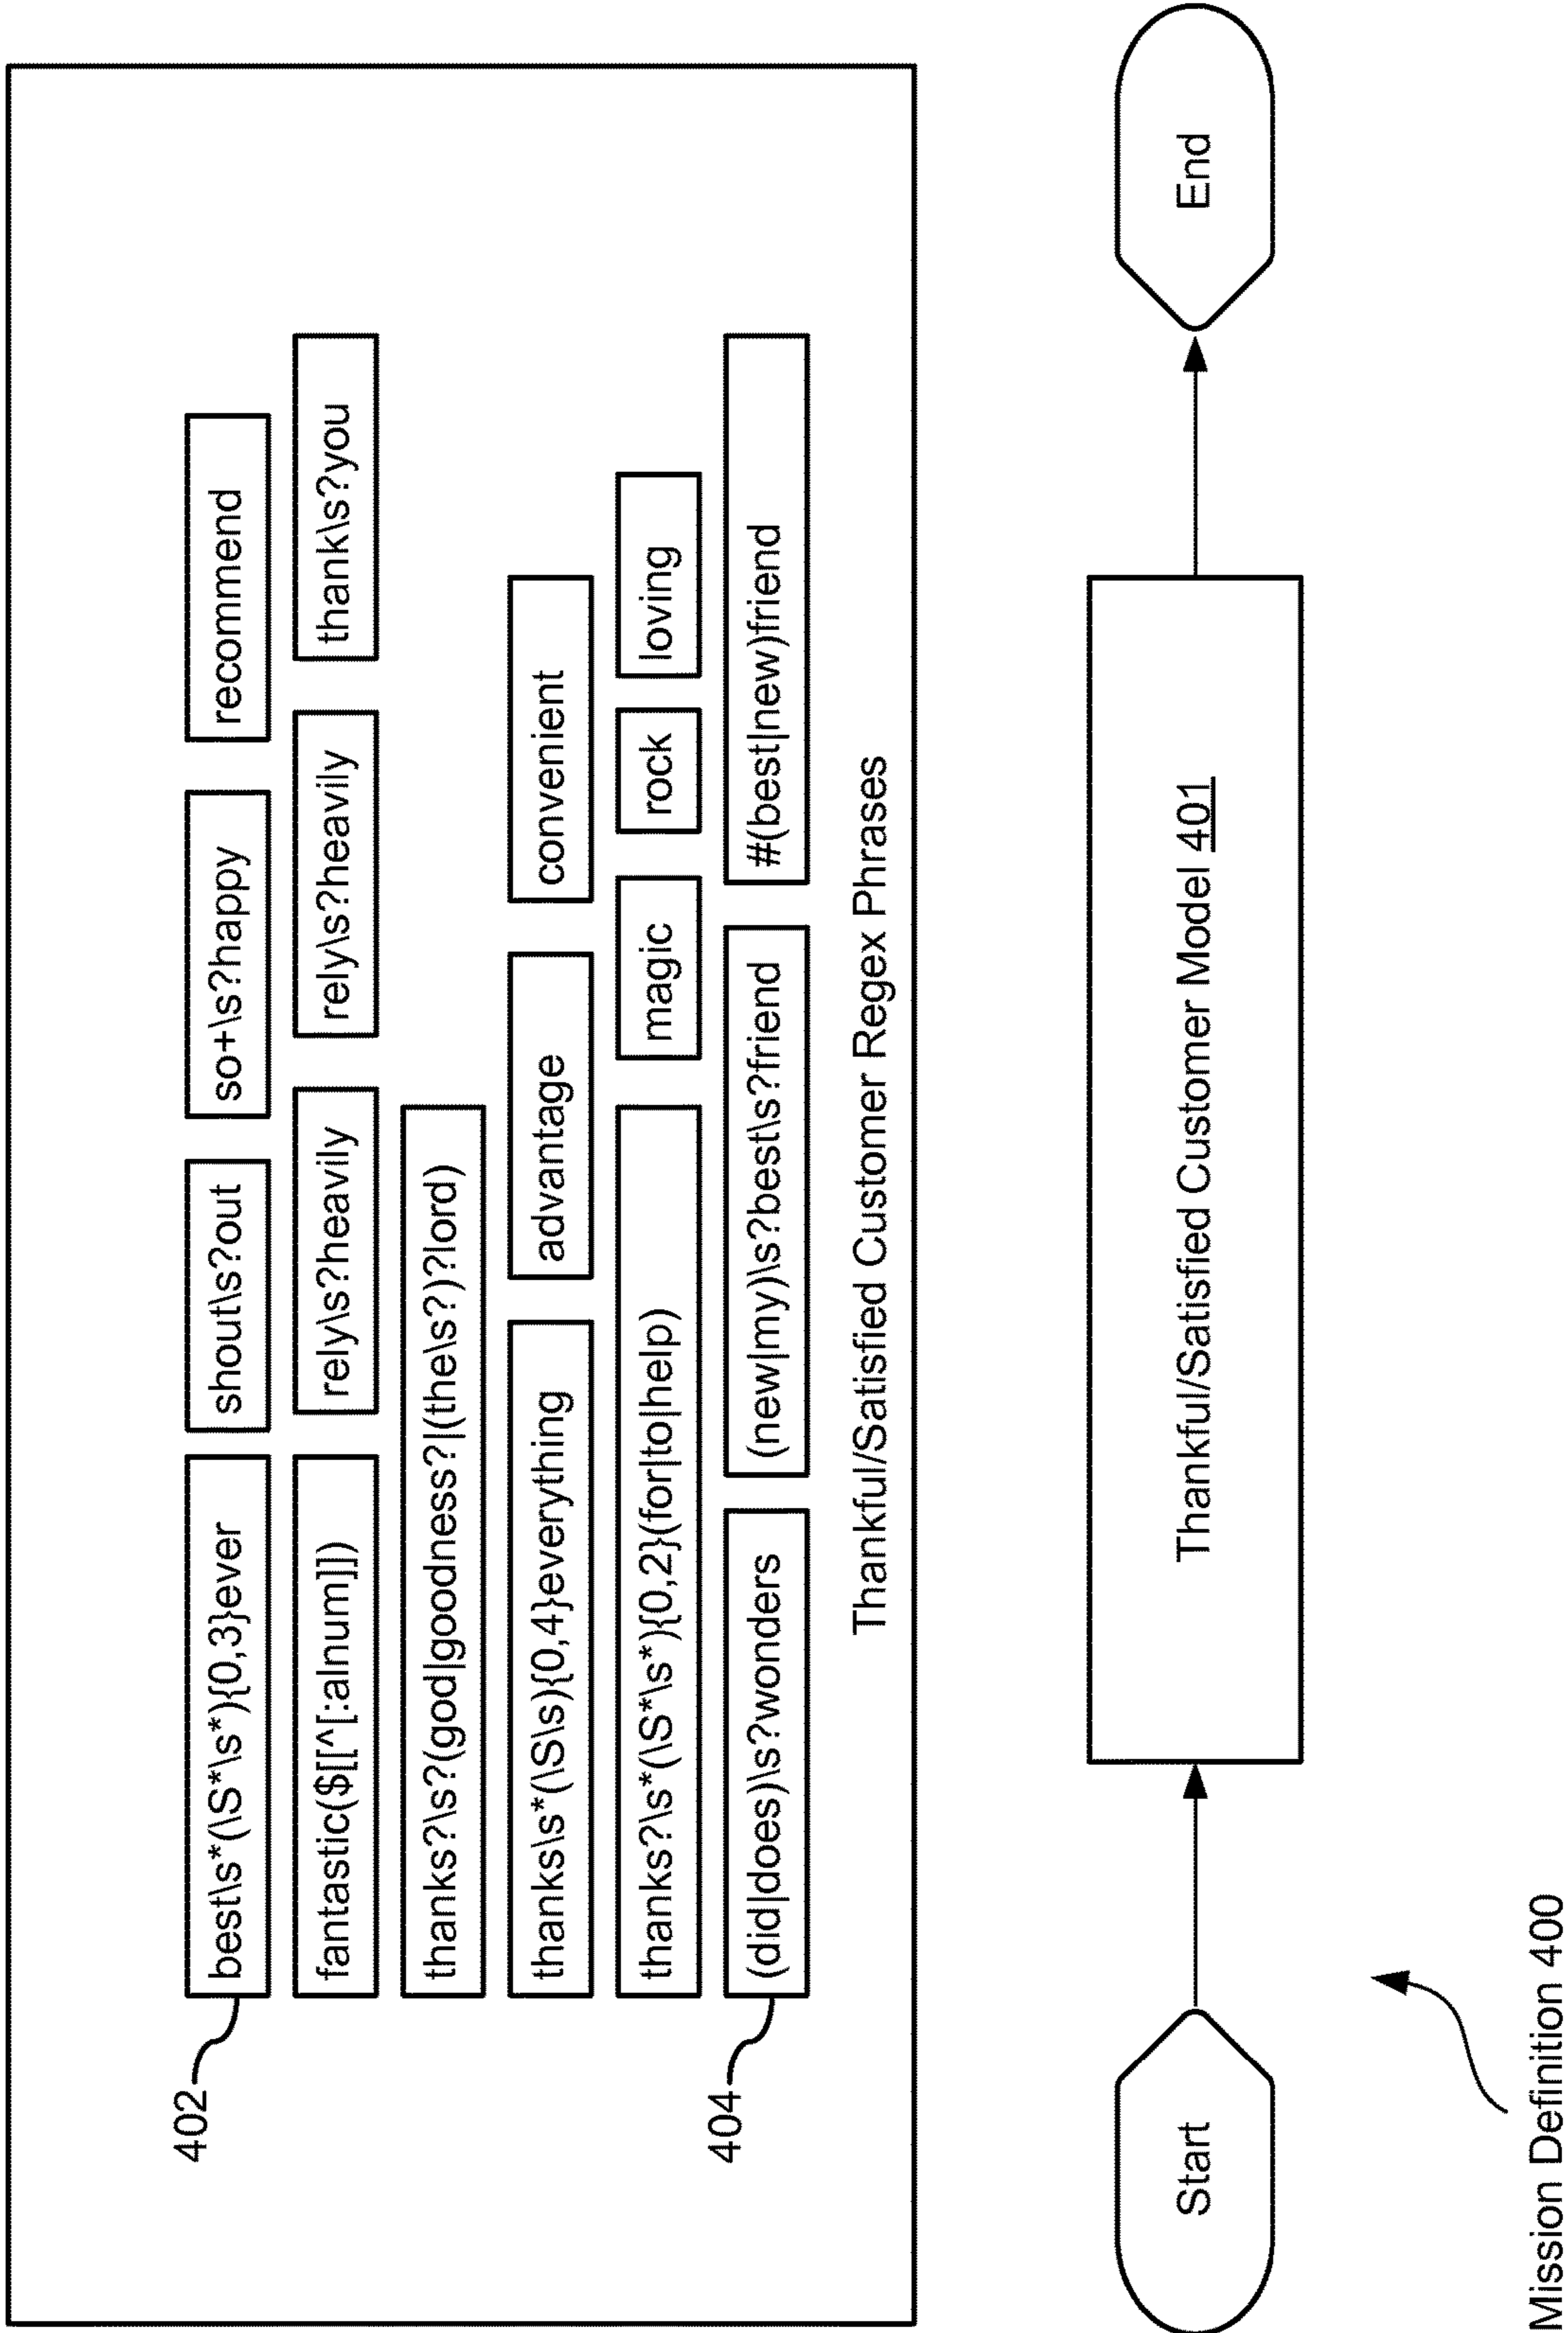 402
best\s*(\S*\s*){0,3}ever shout\s?out so+\s?happy recommend
fantastic($[[^[:alnum]]) rely\s?heavily rely\s?heavily thank\s?you
thanks?\s?(god|goodness?|(the\s?)?lord)
thanks\s*(\S\s){0,4}everything advantage convenient
thanks?\s*(\S*\s*){0,2}(for|to|help) magic rock loving
404
(did|does)\s?wonders (new|my)\s?best\s?friend #(best|new)friend
Thankful/Satisfied Customer Regex Phrases
Start
Thankful/Satisfied Customer Model 401
End
Mission Definition 400